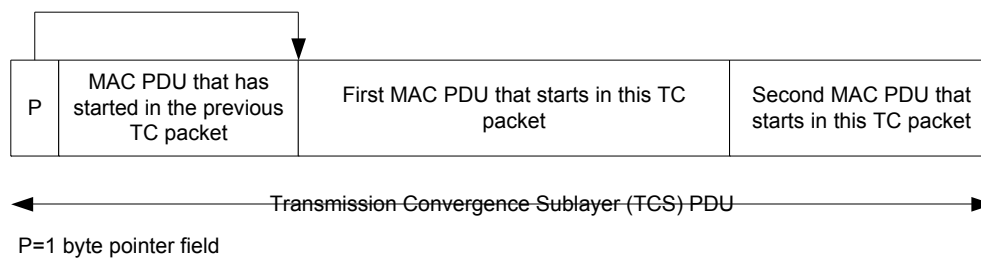 P
MAC PDU that has
started in the previous
TC packet
First MAC PDU that starts in this TC
packet
Second MAC PDU that
starts in this TC packet
Transmission Convergence Sublayer (TCS) PDU
P=1 byte pointer field